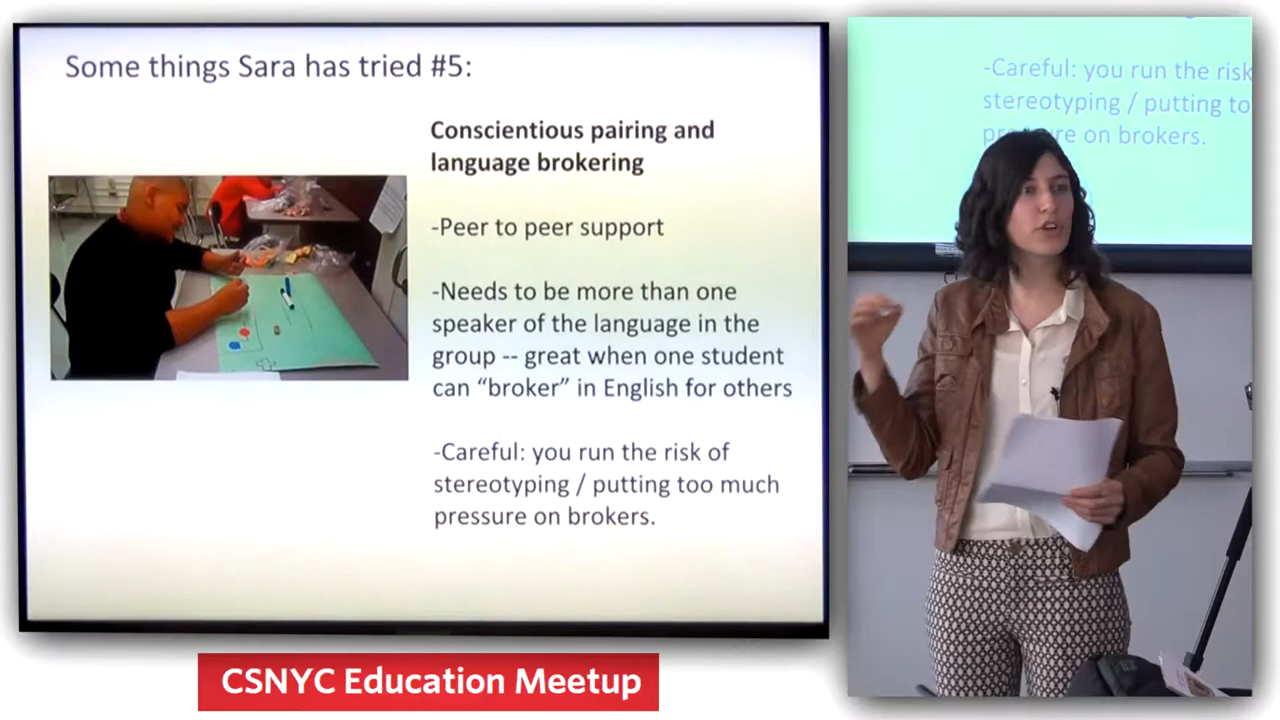 Some things Sara has tried #5:
Conscientious pairing and
language brokering
-Peer to peer support
-Needs to be more than one
speaker of the language in the
group -- great when one student
can “broker” in English for others
-Careful: you run the risk of
stereotyping / putting too much
pressure on brokers.
-Careful: you run the risk
stereotyping / putting to
pressure on brokers.
CSNYC Education Meetup